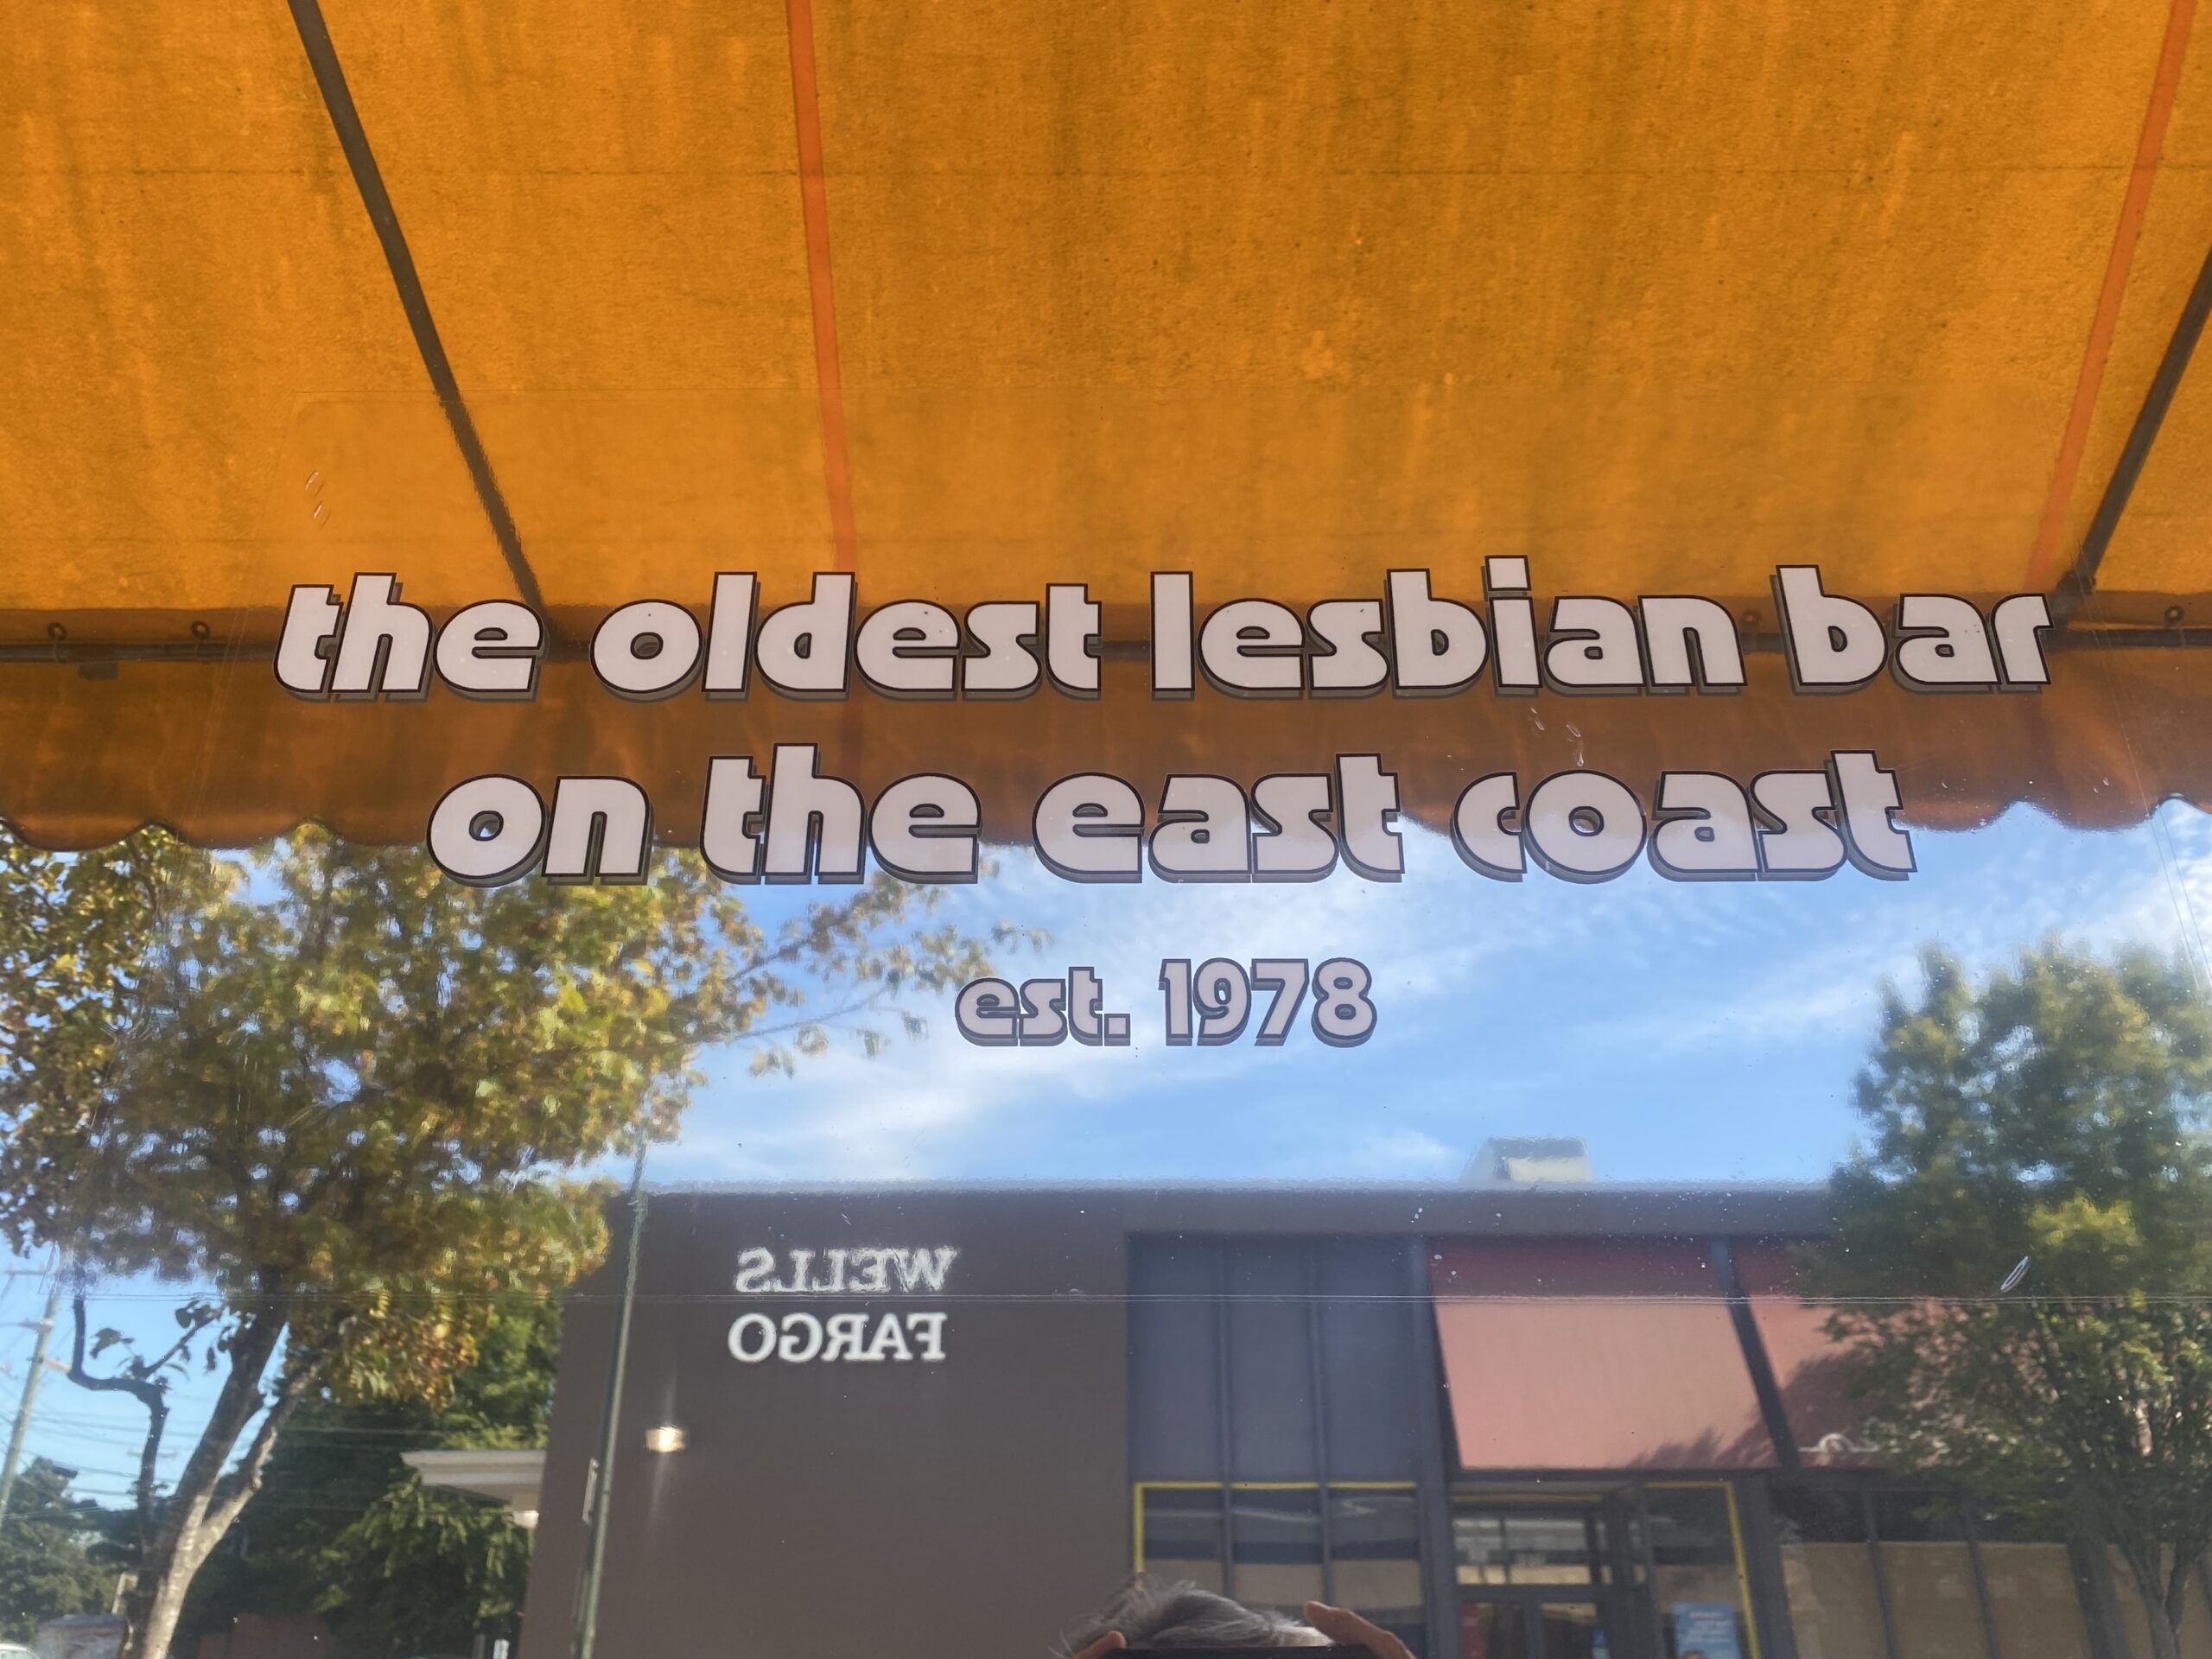 the oldest lesbian bar
on the east coast
est. 1978
WELLS
FARGO